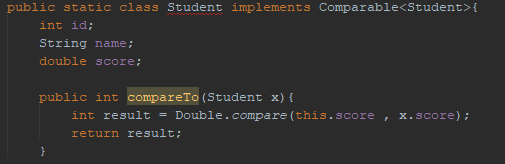 public static class Student implements Comparable<Student>{
int id;
String name;
double score;
public int compareTo(Student x){
int result = Double.compare(this.score , x.score);
return result;
}